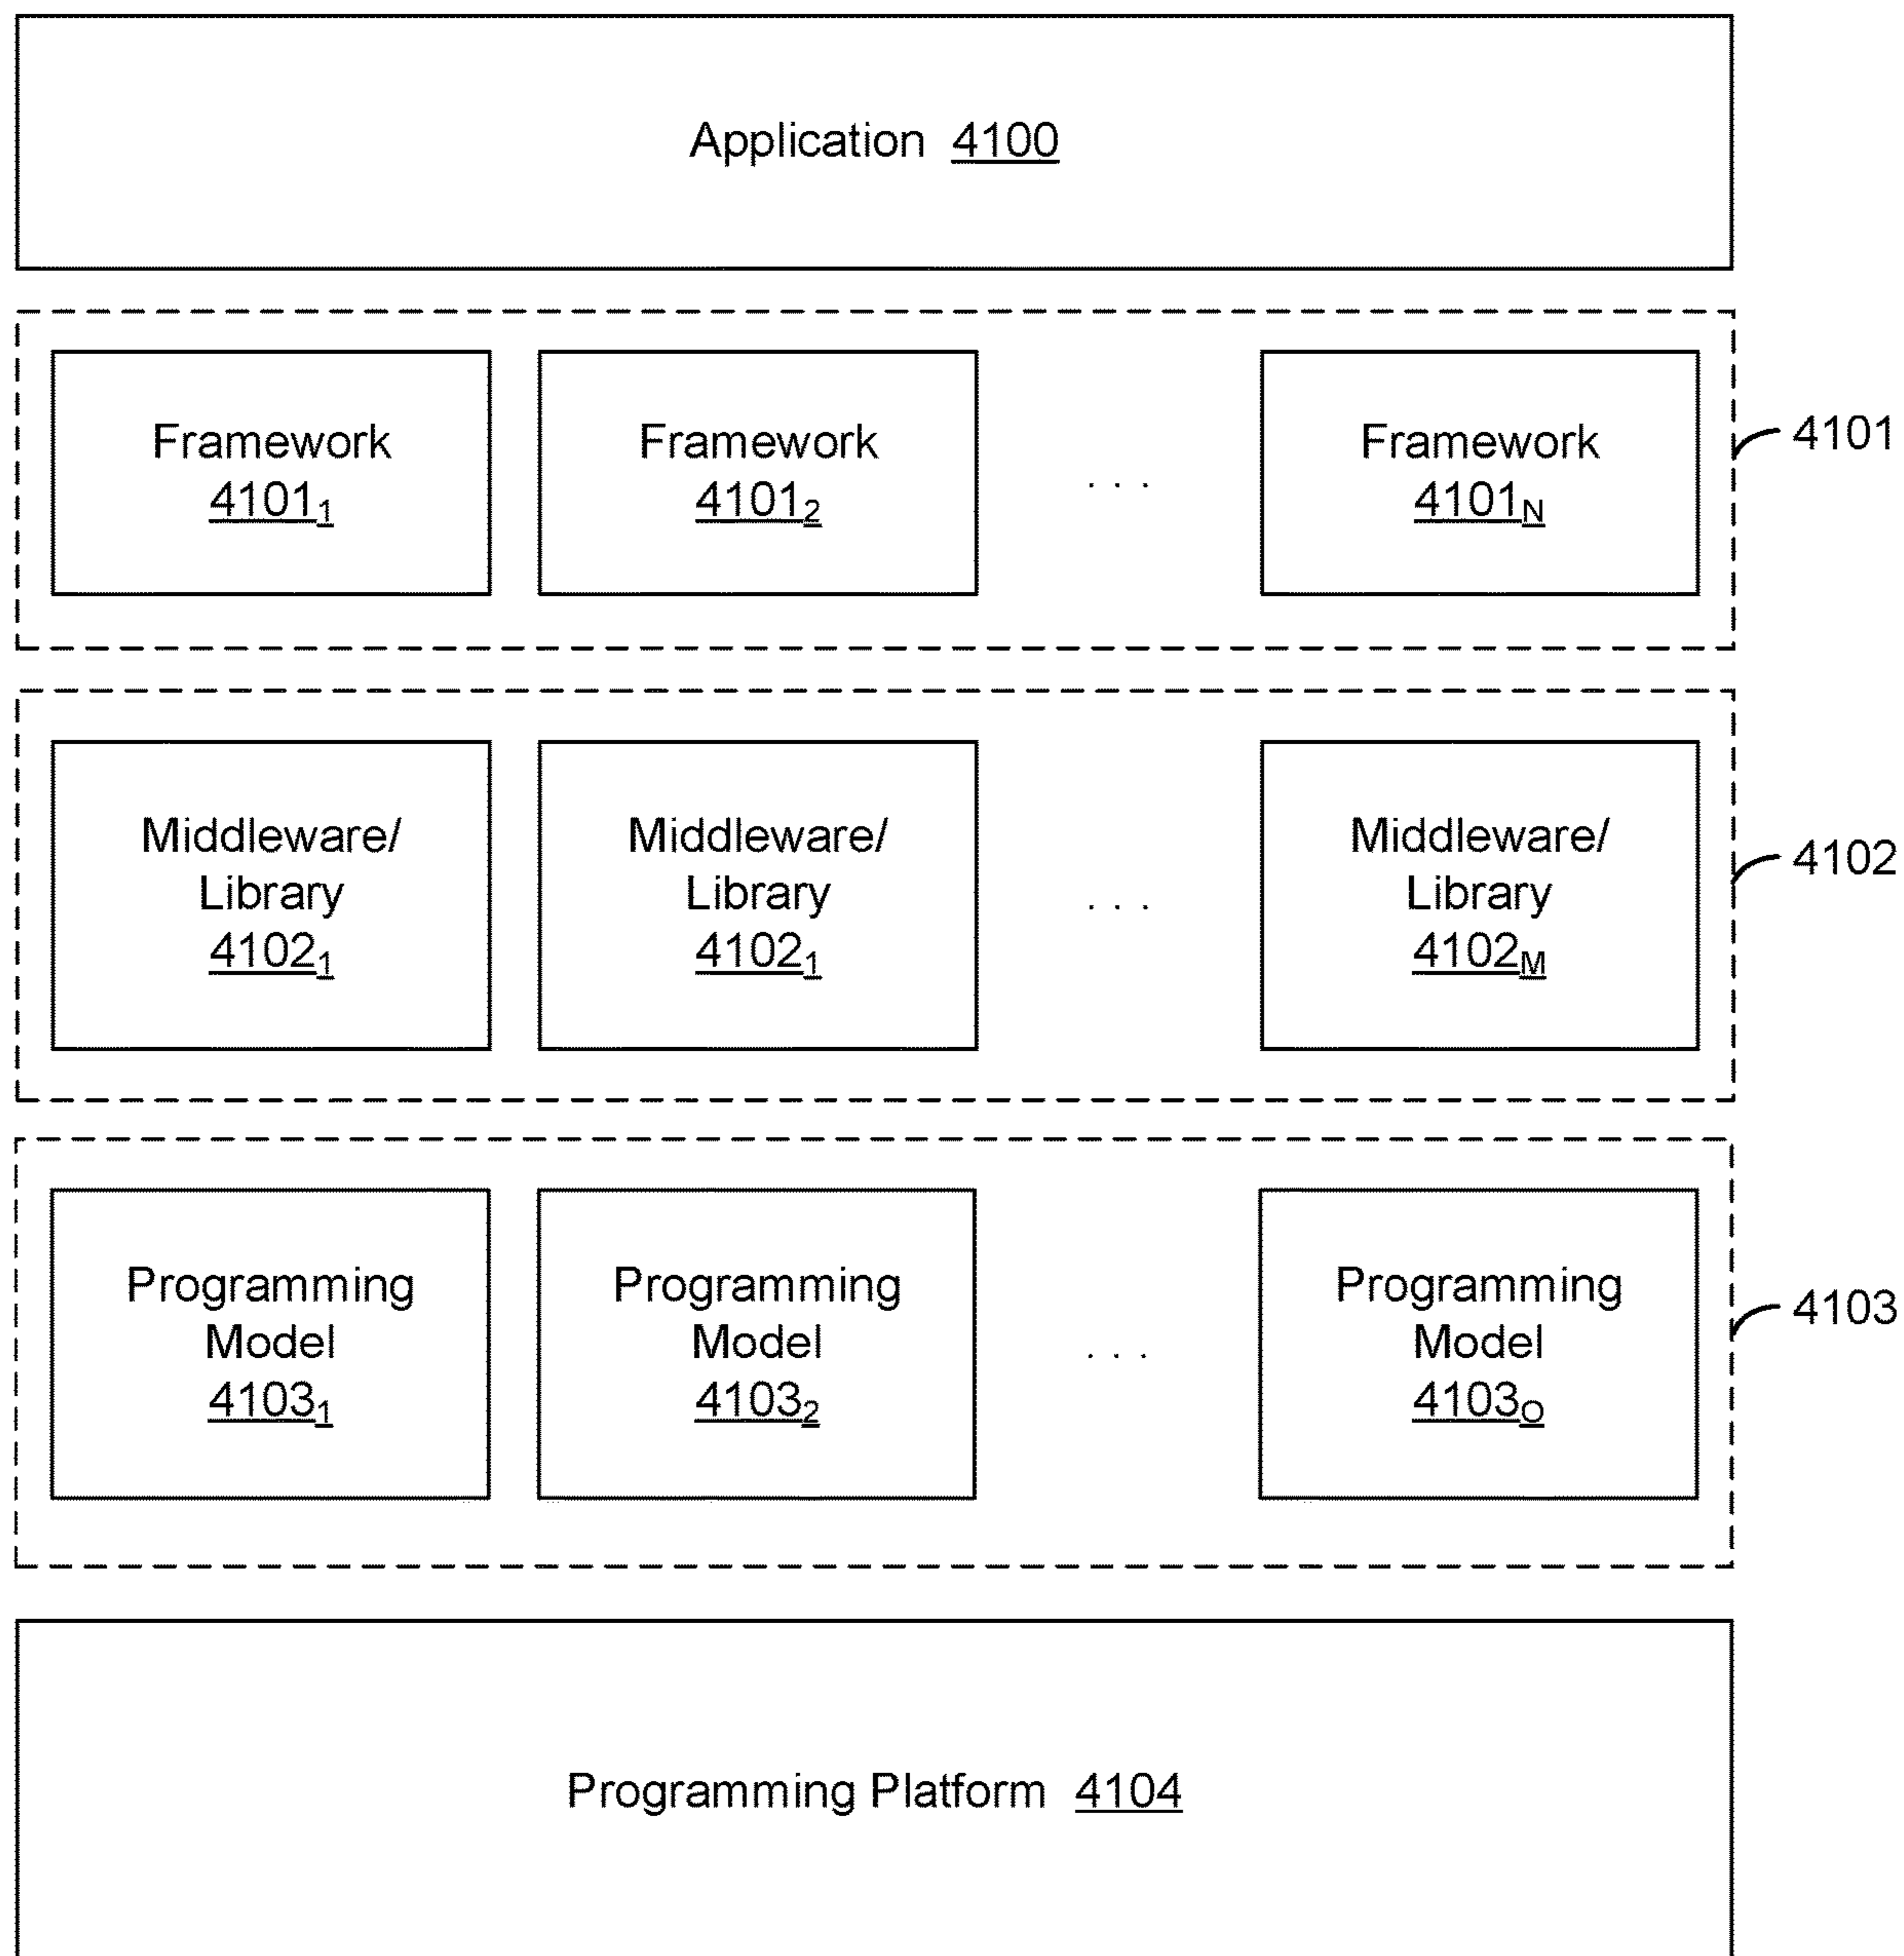 Application 4100
Framework
4101₁
Framework
4101₂
. . .
Framework
4101N
4101
Middleware/
Library
4102₁
Middleware/
Library
4102₁
. . .
Middleware/
Library
4102M
4102
Programming
Model
4103₁
Programming
Model
4103₂
. . .
Programming
Model
4103O
4103
Programming Platform 4104